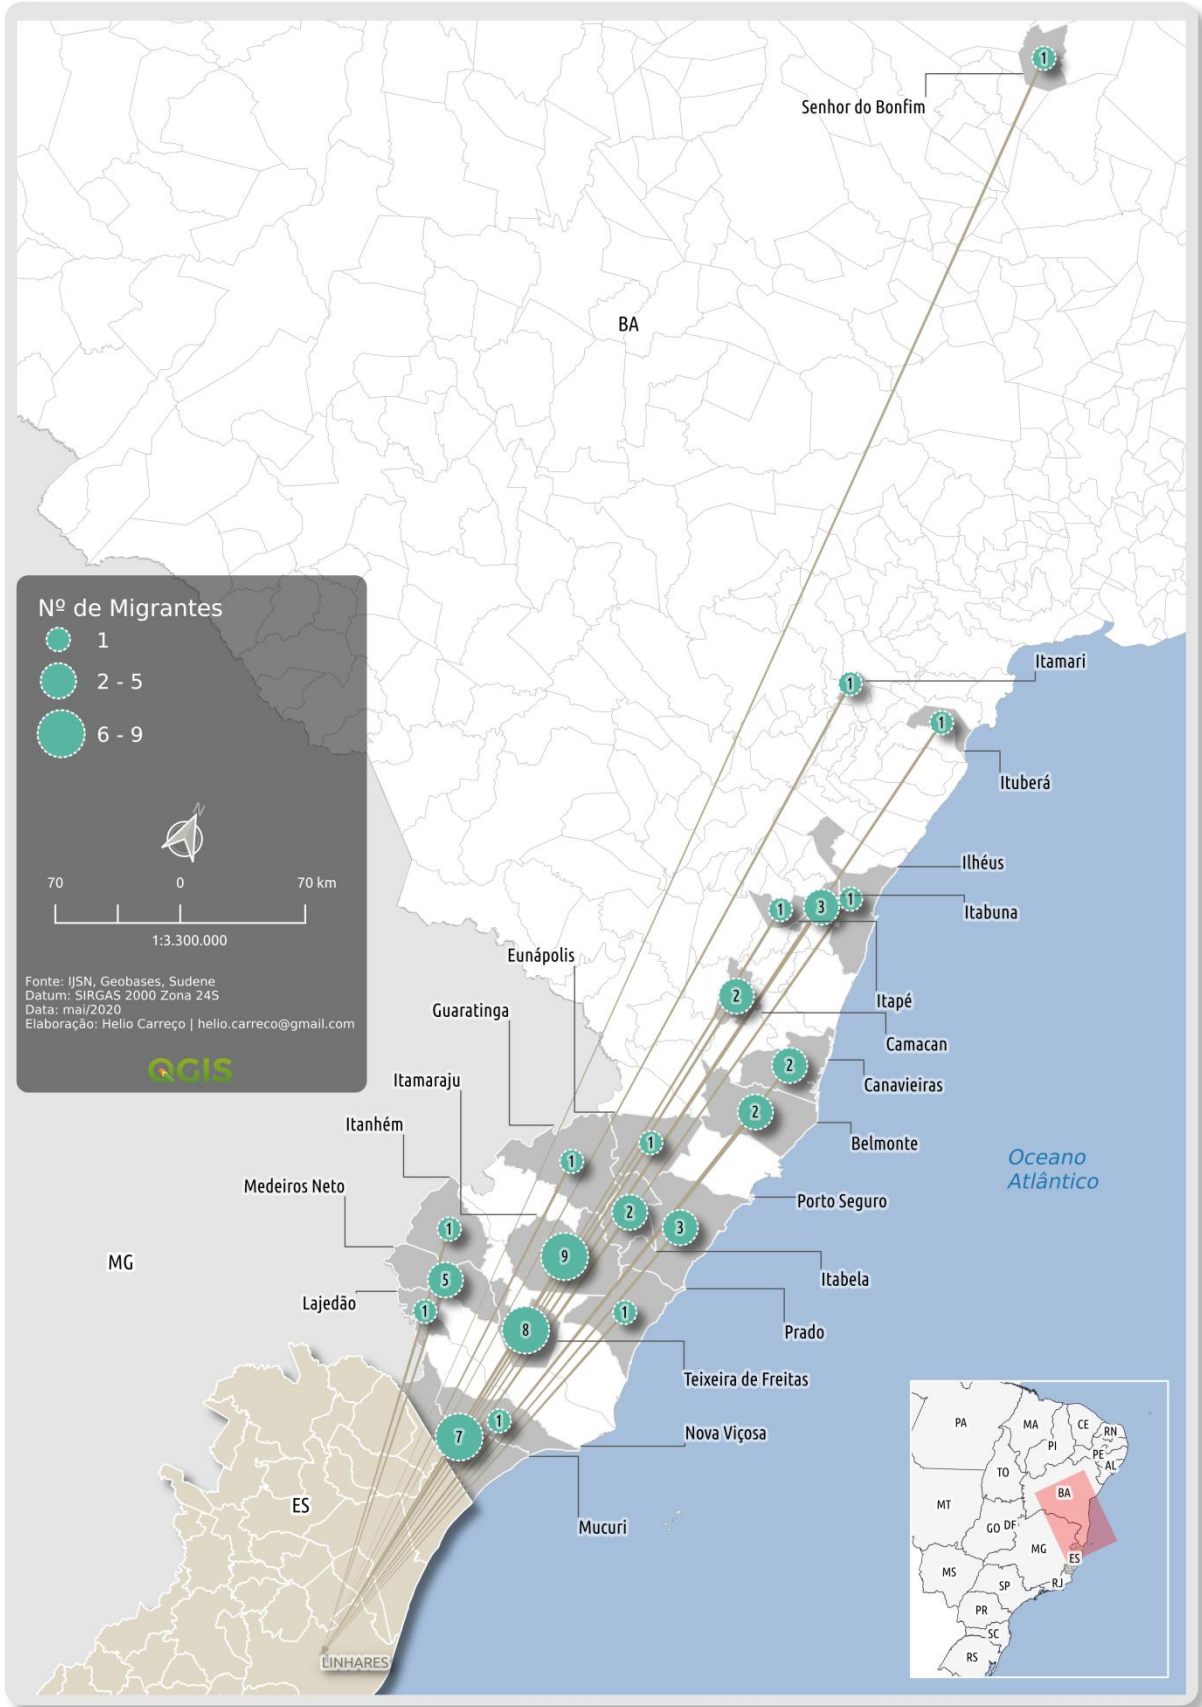 1
Senhor do Bonfim
BA
Nº de Migrantes
1
2 - 5
6 - 9
N
70 0 70 km
1:3.300.000
Fonte: IJSN, Geobases, Sudene
Datum: SIRGAS 2000 Zona 24S
Data: mai/2020
Elaboração: Helio Carreço | helio.carreco@gmail.com
QGIS
Itamari
1
1
Ituberá
Ilhéus
1
3
1
Itabuna
Eunápolis
2
Itapé
Guaratinga
Camacan
2
Canavieiras
Itamaraju
2
Itanhém
1
Belmonte
1
Oceano
Atlântico
Medeiros Neto
Porto Seguro
1
2
3
MG
9
Itabela
5
Lajedão
1
1
Prado
8
Teixeira de Freitas
1
7
Nova Viçosa
ES
Mucuri
LINHARES
PA
MA
CE
RN
PI
PE
AL
TO
BA
MT
GO
DF
MG
ES
MS
SP
RJ
PR
SC
RS